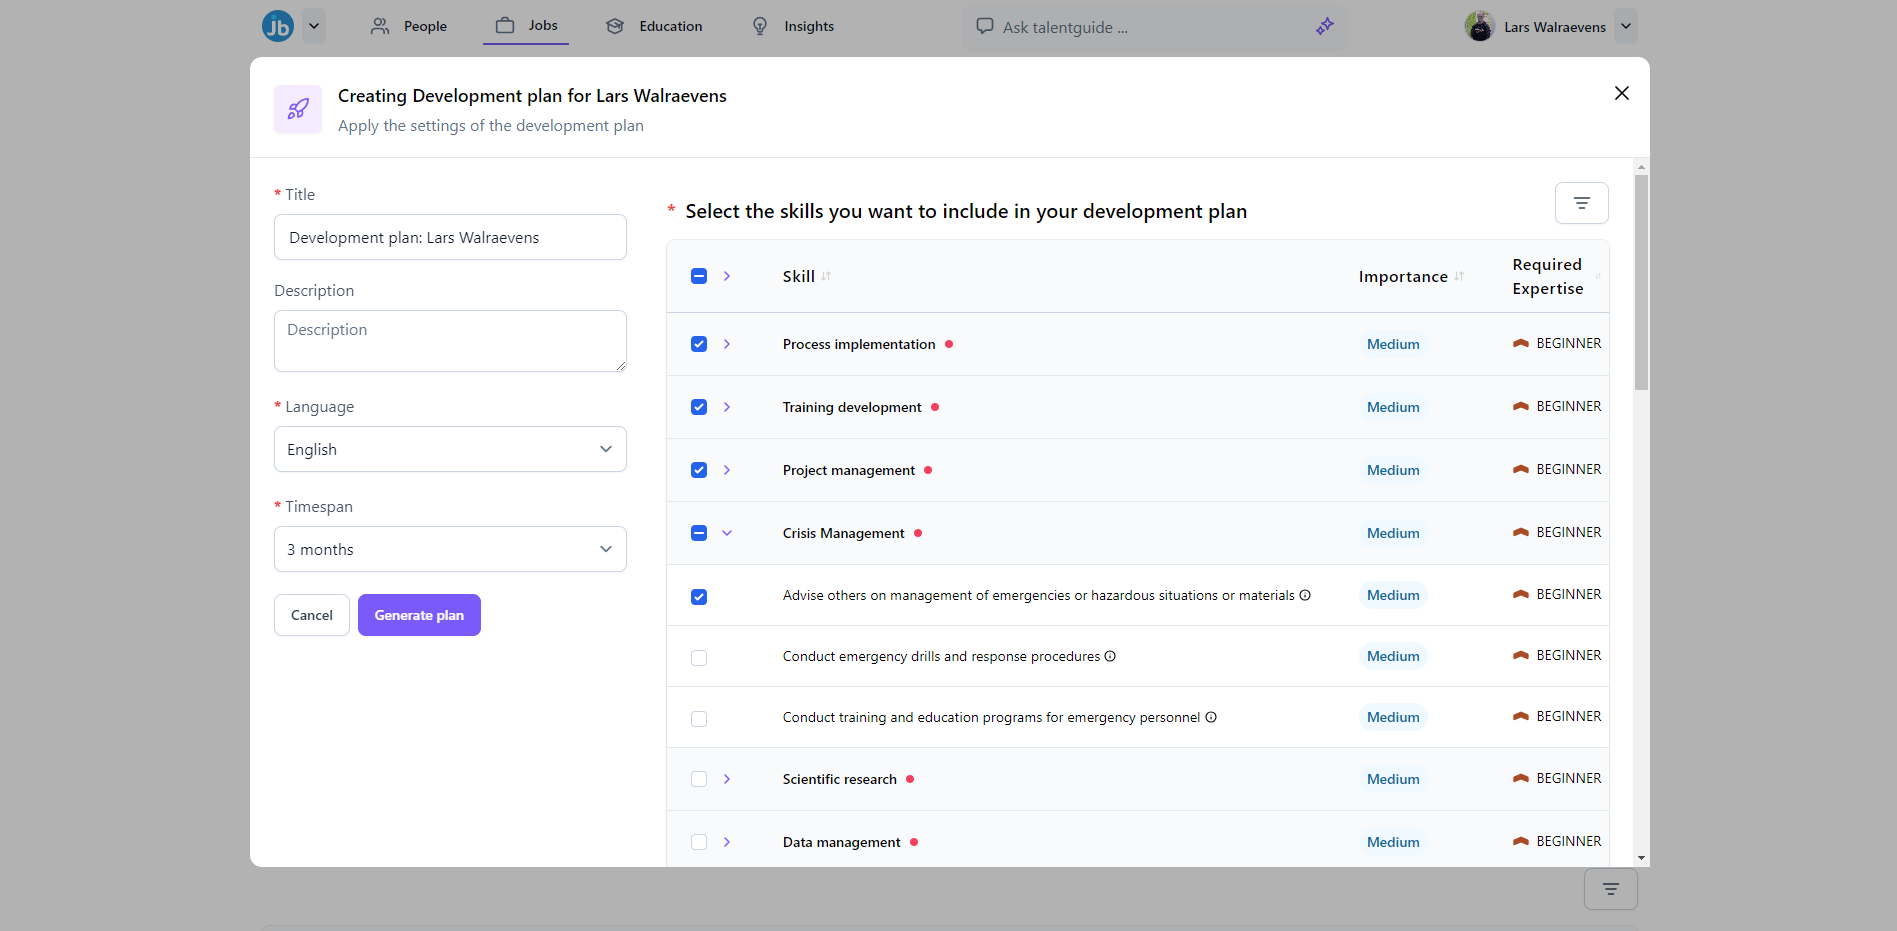 jb
People
Jobs
Education
Insights
Ask talentguide ...
Lars Walraevens
Creating Development plan for Lars Walraevens
Apply the settings of the development plan
* Title
Development plan: Lars Walraevens
Description
Description
* Language
English
* Timespan
3 months
Cancel
Generate plan
* Select the skills you want to include in your development plan
Skill
Importance
Required
Expertise
Process implementation
Medium
BEGINNER
Training development
Medium
BEGINNER
Project management
Medium
BEGINNER
Crisis Management
Medium
BEGINNER
Advise others on management of emergencies or hazardous situations or materials
Medium
BEGINNER
Conduct emergency drills and response procedures
Medium
BEGINNER
Conduct training and education programs for emergency personnel
Medium
BEGINNER
Scientific research
Medium
BEGINNER
Data management
Medium
BEGINNER